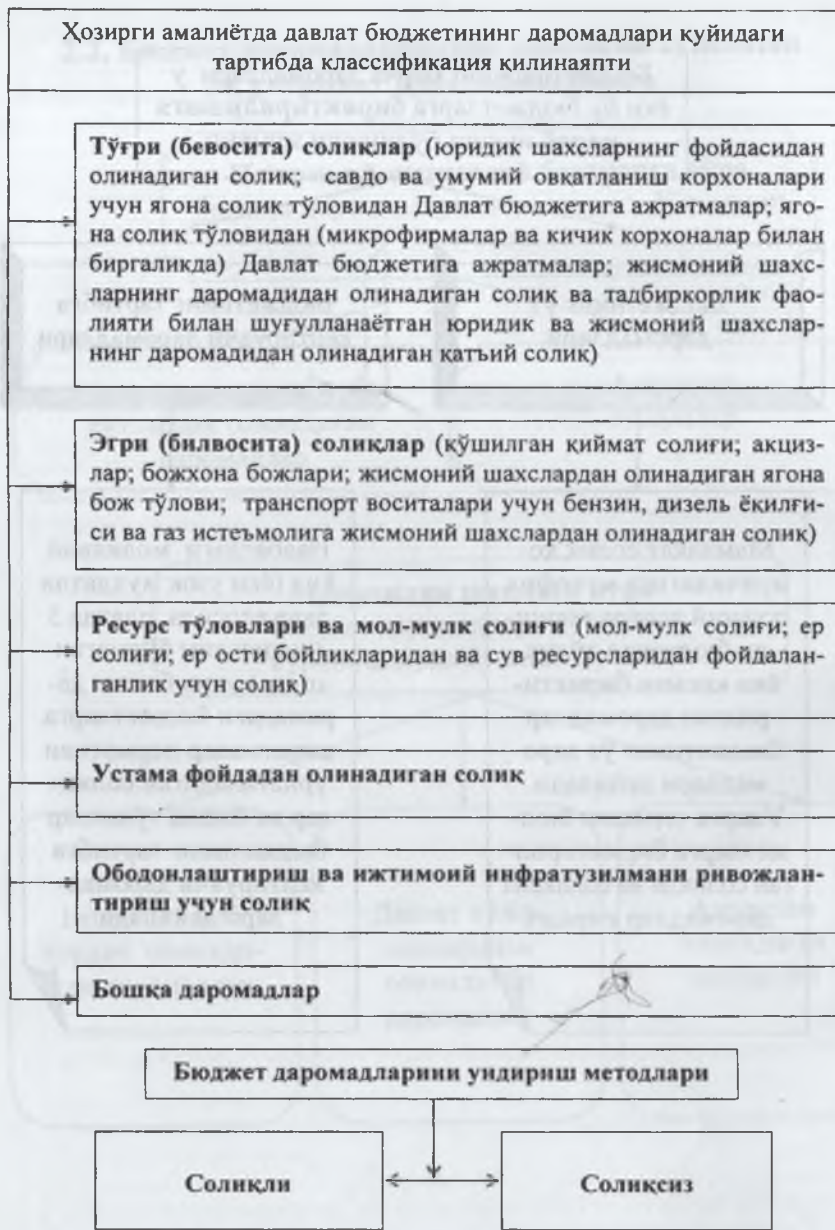 Ҳозирги амалиётда давлат бюджетининг даромадлари қуйидаги
тартибда классификация қилинаяпти
Тўғри (бевосита) солиқлар (юридик шахсларнинг фойдасидан
олинадиган солиқ; савдо ва умумий овқатланиш корхоналари
учун ягона солиқ тўловидан Давлат бюджетига ажратмалар; яго-
на солиқ тўловидан (микрофирмалар ва кичик корхоналар билан
биргаликда) Давлат бюджетига ажратмалар; жисмоний шахс-
ларнинг даромадидан олинадиган солиқ ва тадбиркорлик фао-
лияти билан шуғулланаётган юридик ва жисмоний шахслар-
нинг даромадидан олинадиган қатъий солиқ)
Эгри (билвосита) солиқлар (қўшилган қиймат солиғи; акциз-
лар; божхона божлари; жисмоний шахслардан олинадиган ягона
бож тўлови; транспорт воситалари учун бензин, дизель ёқилғи-
си ва газ истеъмолига жисмоний шахслардан олинадиган солиқ)
Ресурс тўловлари ва мол-мулк солиғи (мол-мулк солиғи; ер
солиғи; ер ости бойликларидан ва сув ресурсларидан фойдалан-
ганлик учун солиқ)
Устама фойдадан олинадиган солиқ
Ободонлаштириш ва ижтимоий инфратузилмани ривожлан-
тириш учун солиқ
Бошқа даромадлар
Бюджет даромадларини ундириш методлари
Солиқли
Солиқсиз